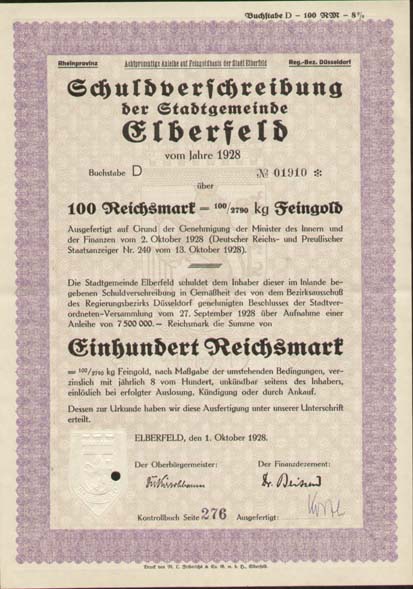 Buchstabe D – 100 RM – 8%
Rheinprovinz Achtprozentige Anleihe auf Feingoldbasis der Stadt Elberfeld Reg.-Bez. Düsseldorf
Schuldverschreibung
der Stadtgemeinde
Elberfeld
vom Jahre 1928
Buchstabe D № 01910 ✻
über
100 Reichsmark = 100/2790 kg Feingold
Ausgefertigt auf Grund der Genehmigung der Minister des Innern und
der Finanzen vom 2. Oktober 1928 (Deutscher Reichs- und Preußischer
Staatsanzeiger Nr. 240 vom 13. Oktober 1928).
Die Stadtgemeinde Elberfeld schuldet dem Inhaber dieser im Inlande be-
gebenen Schuldverschreibung in Gemäßheit des von dem Bezirksausschuß
des Regierungsbezirks Düsseldorf genehmigten Beschlusses der Stadtver-
ordneten-Versammlung vom 27. September 1928 über Aufnahme einer
Anleihe von 7 500 000.— Reichsmark die Summe von
Einhundert Reichsmark
= 100/2790 kg Feingold, nach Maßgabe der umstehenden Bedingungen, ver-
zinslich mit jährlich 8 vom Hundert, unkündbar seitens des Inhabers,
einlöslich bei erfolgter Auslosung, Kündigung oder durch Ankauf.
Dessen zur Urkunde haben wir diese Ausfertigung unter unserer Unterschrift
erteilt.
ELBERFELD, den 1. Oktober 1928.
Der Oberbürgermeister: Der Finanzdezernent:
Kontrollbuch Seite 276 Ausgefertigt:
Druck von & Co. G. m. b. H., Elberfeld.